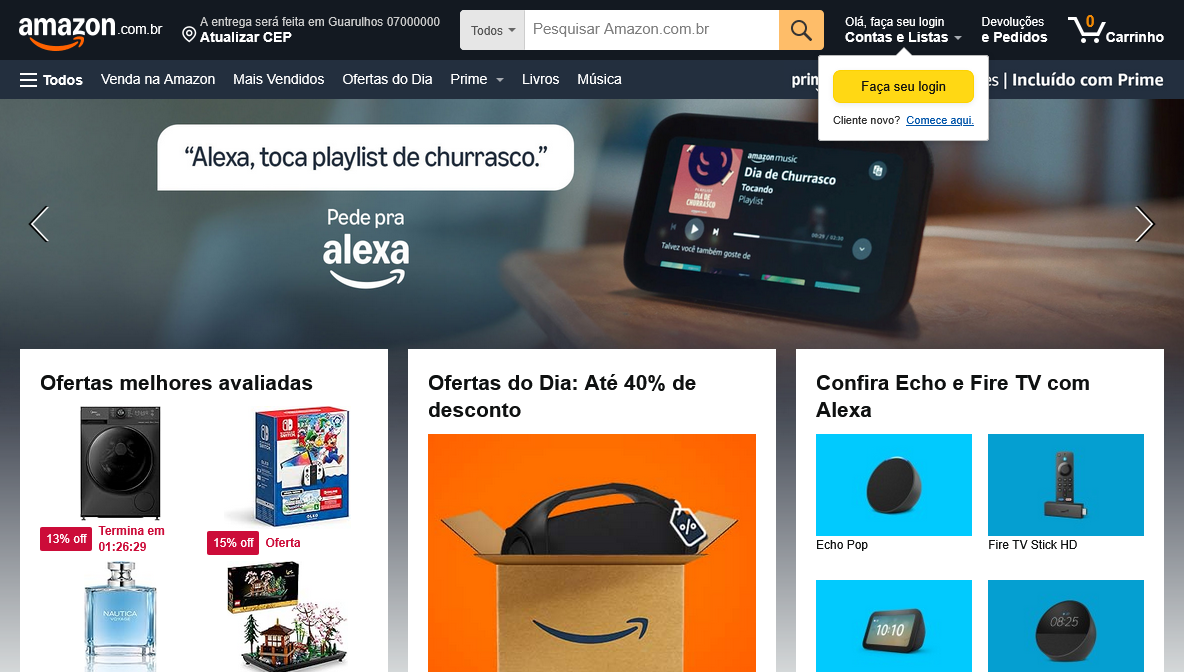 amazon.com.br
A entrega será feita em Guarulhos 07000000
Atualizar CEP
Todos
Pesquisar Amazon.com.br
Olá, faça seu login
Contas e Listas
Devoluções
e Pedidos
0
Carrinho
Todos
Venda na Amazon
Mais Vendidos
Ofertas do Dia
Prime
Livros
Música
| Incluído com Prime
Faça seu login
Cliente novo? Comece aqui.
“Alexa, toca playlist de churrasco.”
Pede pra
alexa
amazon music
Dia de Churrasco
Tocando
Playlist
DIA DE
CHURRASCO
Talvez você também goste de
Ofertas melhores avaliadas
13% off
Termina em
01:26:29
15% off
Oferta
NAUTICA
VOYAGE
Ofertas do Dia: Até 40% de
desconto
%
Confira Echo e Fire TV com
Alexa
Echo Pop
Fire TV Stick HD
10:10
08:25